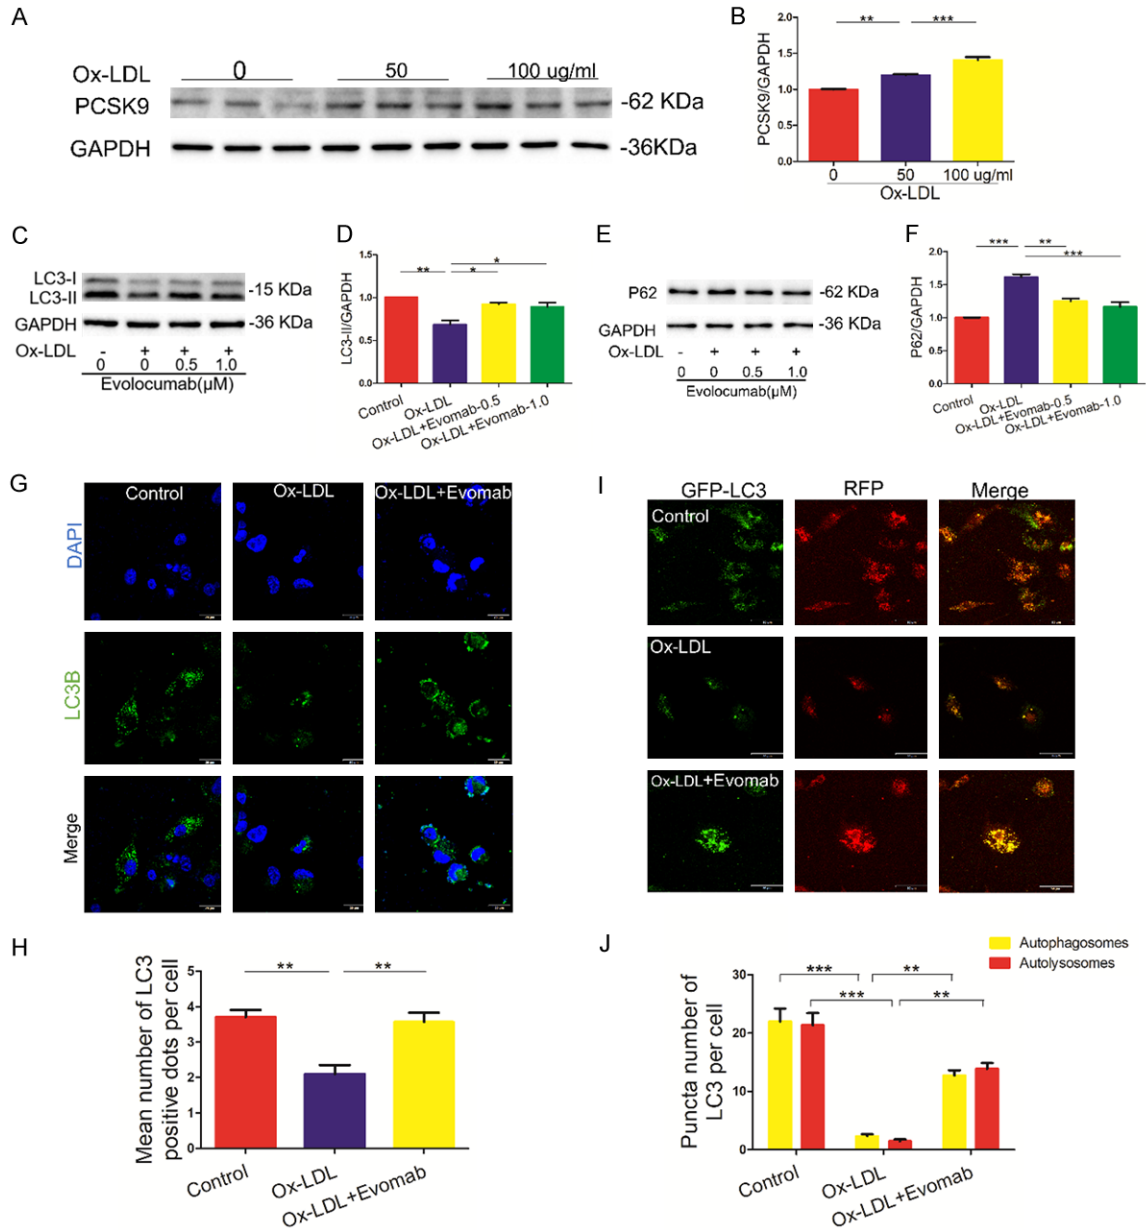 A
Ox-LDL 0 50 100 ug/ml
PCSK9 -62 KDa
GAPDH -36KDa
B
** ***
PCSK9/GAPDH
2.0
1.5
1.0
0.5
0.0
0 50 100 ug/ml
Ox-LDL
C
LC3-I
LC3-II -15 KDa
GAPDH -36 KDa
Ox-LDL - + + +
0 0 0.5 1.0
Evolocumab(μM)
D
LC3-II/GAPDH
1.5
1.0
0.5
0.0
*
** *
Control
Ox-LDL
Ox-LDL+Evomab-0.5
Ox-LDL+Evomab-1.0
E
P62 -62 KDa
GAPDH -36 KDa
Ox-LDL - + + +
0 0 0.5 1.0
Evolocumab(μM)
F
P62/GAPDH
2.0
1.5
1.0
0.5
0.0
*** **
***
Control
Ox-LDL
Ox-LDL+Evomab-0.5
Ox-LDL+Evomab-1.0
G
Control Ox-LDL Ox-LDL+Evomab
DAPI
LC3B
Merge
I
GFP-LC3 RFP Merge
Control
Ox-LDL
Ox-LDL+Evomab
H
Mean number of LC3
positive dots per cell
5
4
3
2
1
0
** **
Control
Ox-LDL
Ox-LDL+Evomab
J
Autophagosomes
Autolysosomes
Puncta number of
LC3 per cell
30
20
10
0
*** **
*** **
Control
Ox-LDL
Ox-LDL+Evomab